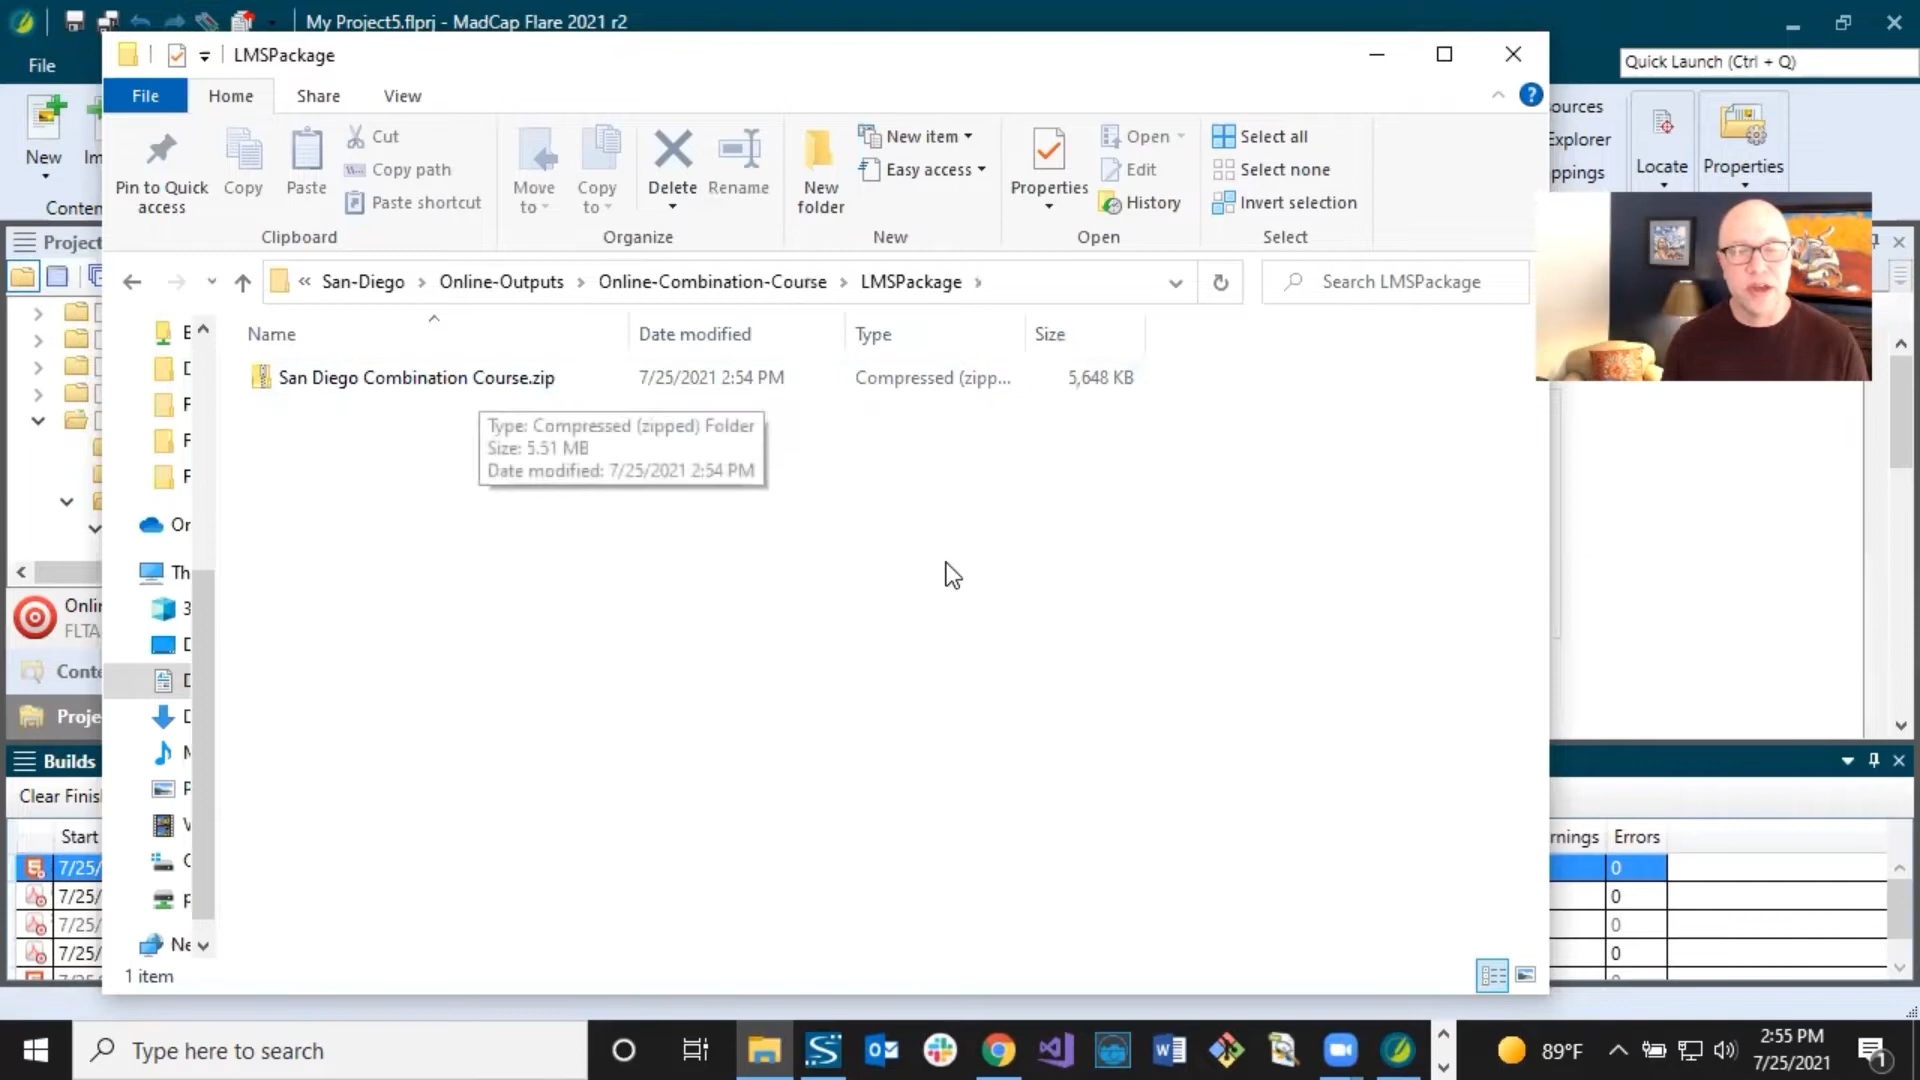 My Project5.flprj - MadCap Flare 2021 r2
LMSPackage
File
Quick Launch (Ctrl + Q)
File
Home
Share
View
New
Pin to Quick access
Copy
Paste
Cut
Copy path
Paste shortcut
Clipboard
Move to
Copy to
Delete
Rename
Organize
New folder
New item
Easy access
New
Properties
Open
Edit
History
Open
Select all
Select none
Invert selection
Select
Locate
Properties
San-Diego
Online-Outputs
Online-Combination-Course
LMSPackage
Search LMSPackage
Name
Date modified
Type
Size
San Diego Combination Course.zip
7/25/2021 2:54 PM
Compressed (zipp...
5,648 KB
Type: Compressed (zipped) Folder
Size: 5.51 MB
Date modified: 7/25/2021 2:54 PM
Builds
Start
Errors
0
0
0
0
1 item
Type here to search
89°F
2:55 PM
7/25/2021
1